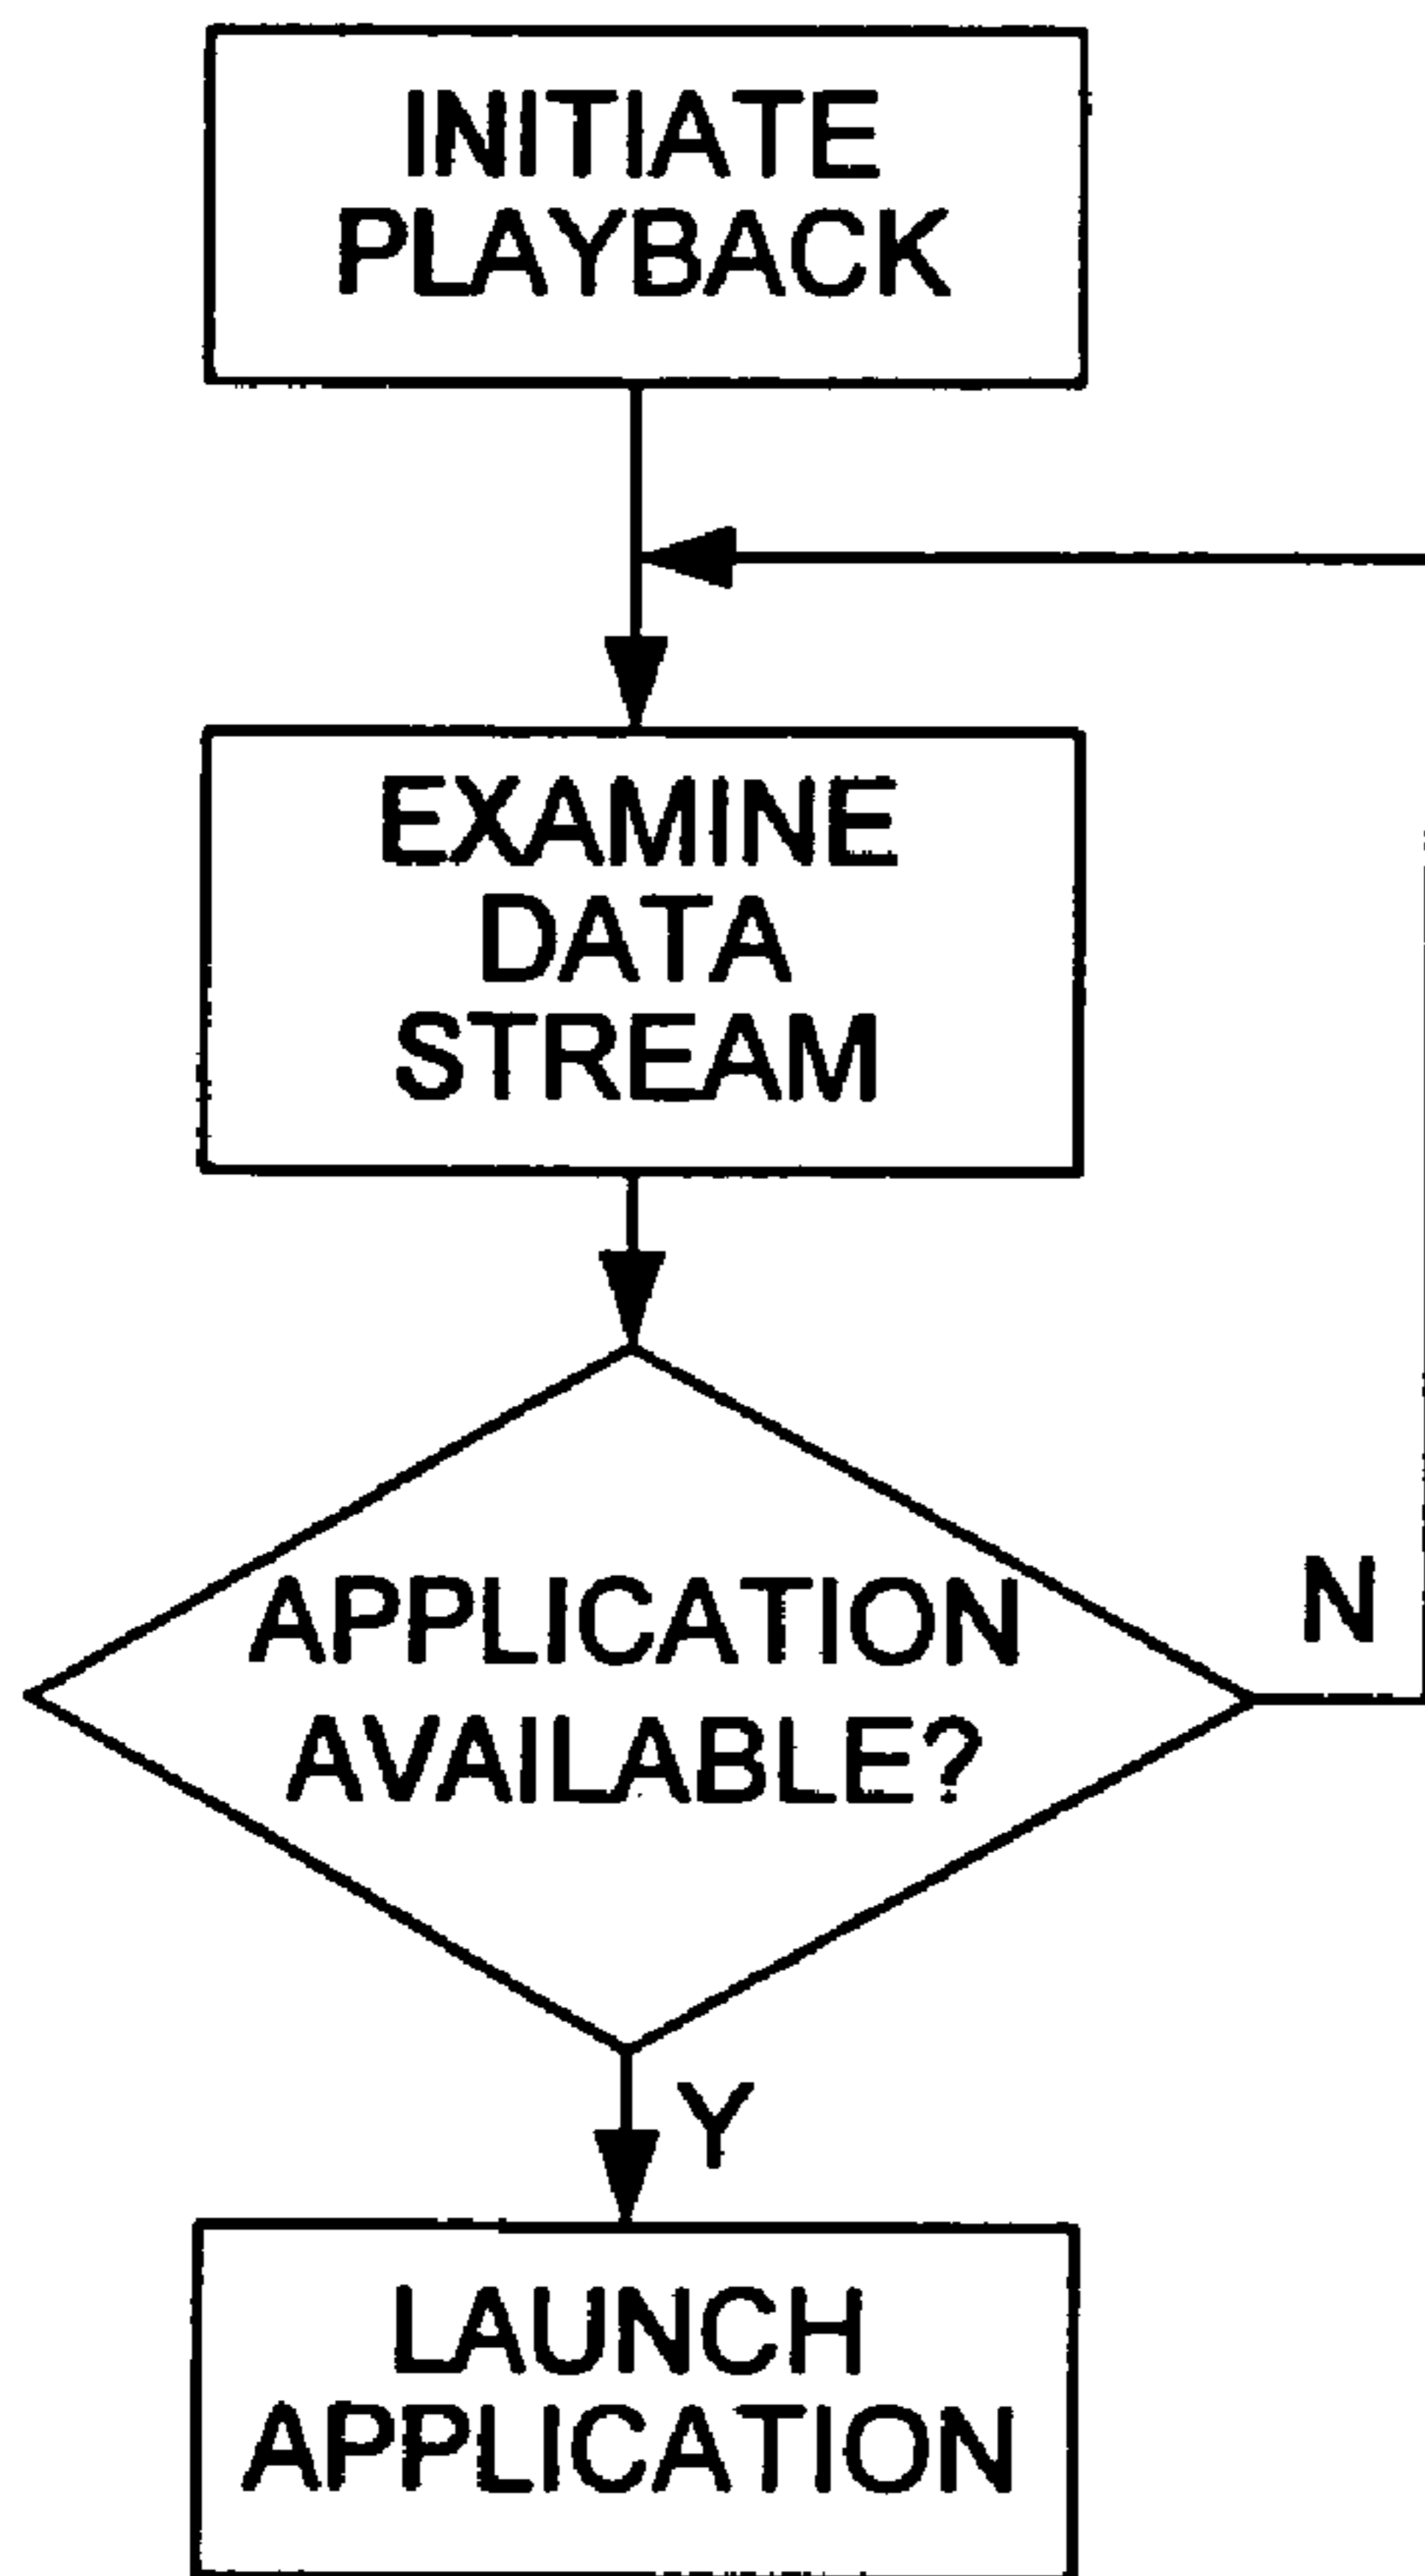 INITIATE
PLAYBACK
EXAMINE
DATA
STREAM
APPLICATION
AVAILABLE?
N
Y
LAUNCH
APPLICATION